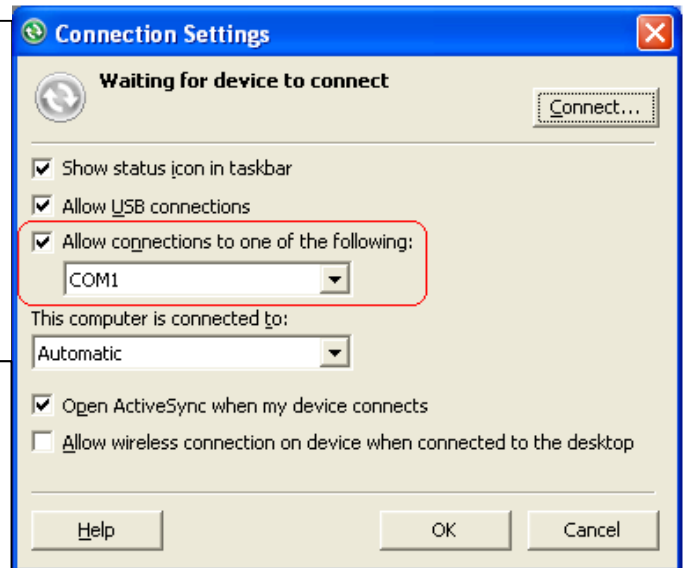 Connection Settings
Waiting for device to connect
Connect...
Show status icon in taskbar
Allow USB connections
Allow connections to one of the following:
COM1
This computer is connected to:
Automatic
Open ActiveSync when my device connects
Allow wireless connection on device when connected to the desktop
Help OK Cancel